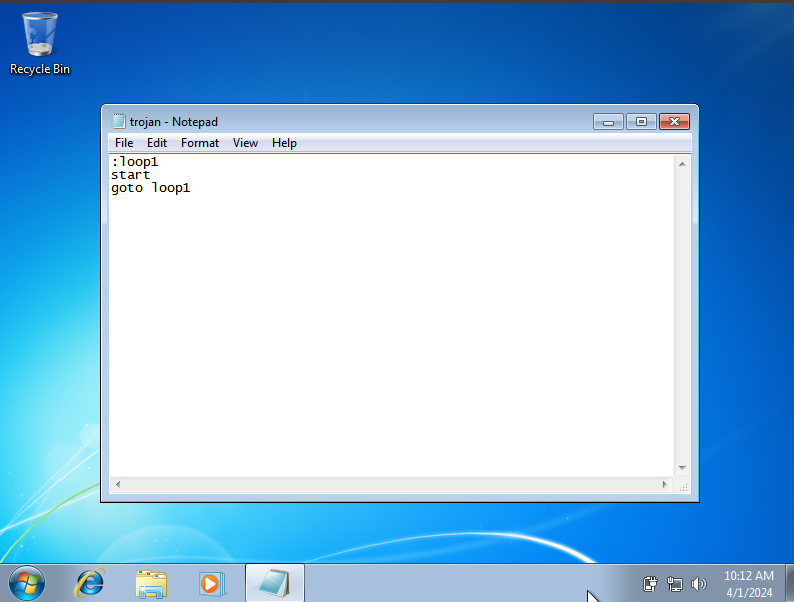 Recycle Bin
trojan - Notepad
File Edit Format View Help
:loop1
start
goto loop1
10:12 AM
4/1/2024